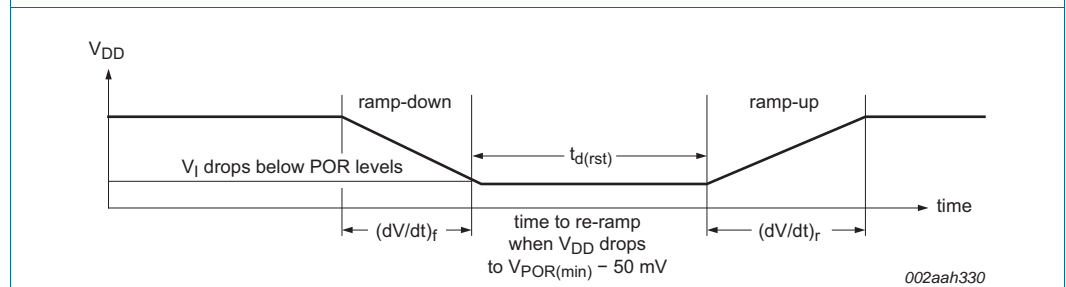 VDD
ramp-down
ramp-up
VI drops below POR levels
td(rst)
time
(dV/dt)f
time to re-ramp
when VDD drops
to VPOR(min) − 50 mV
(dV/dt)r
002aah330